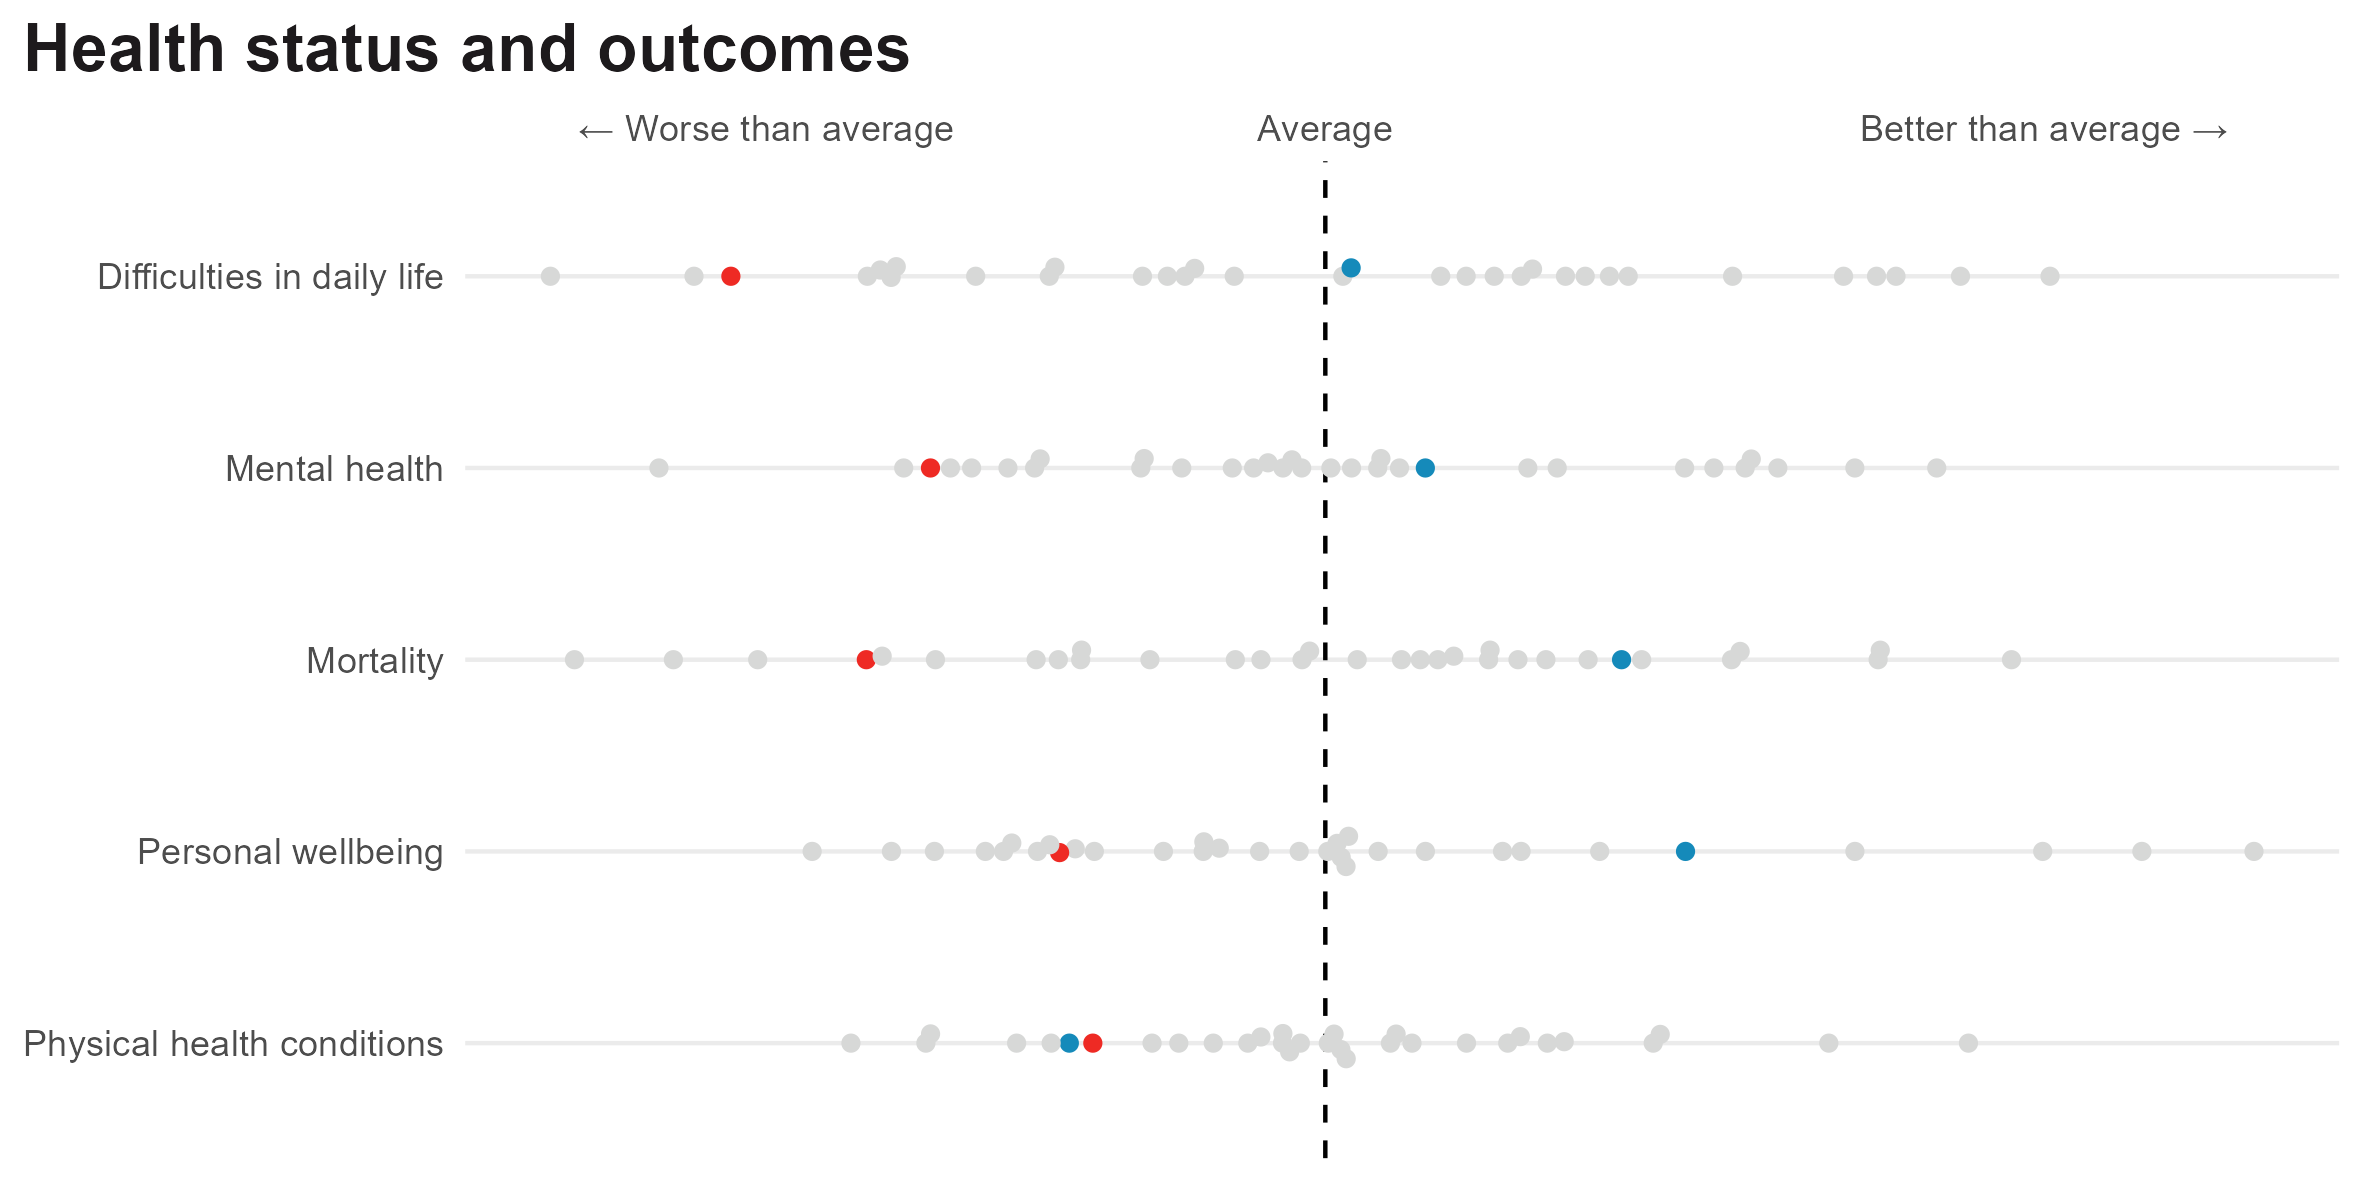 Health status and outcomes
← Worse than average
Average
Better than average →
Difficulties in daily life
Mental health
Mortality
Personal wellbeing
Physical health conditions